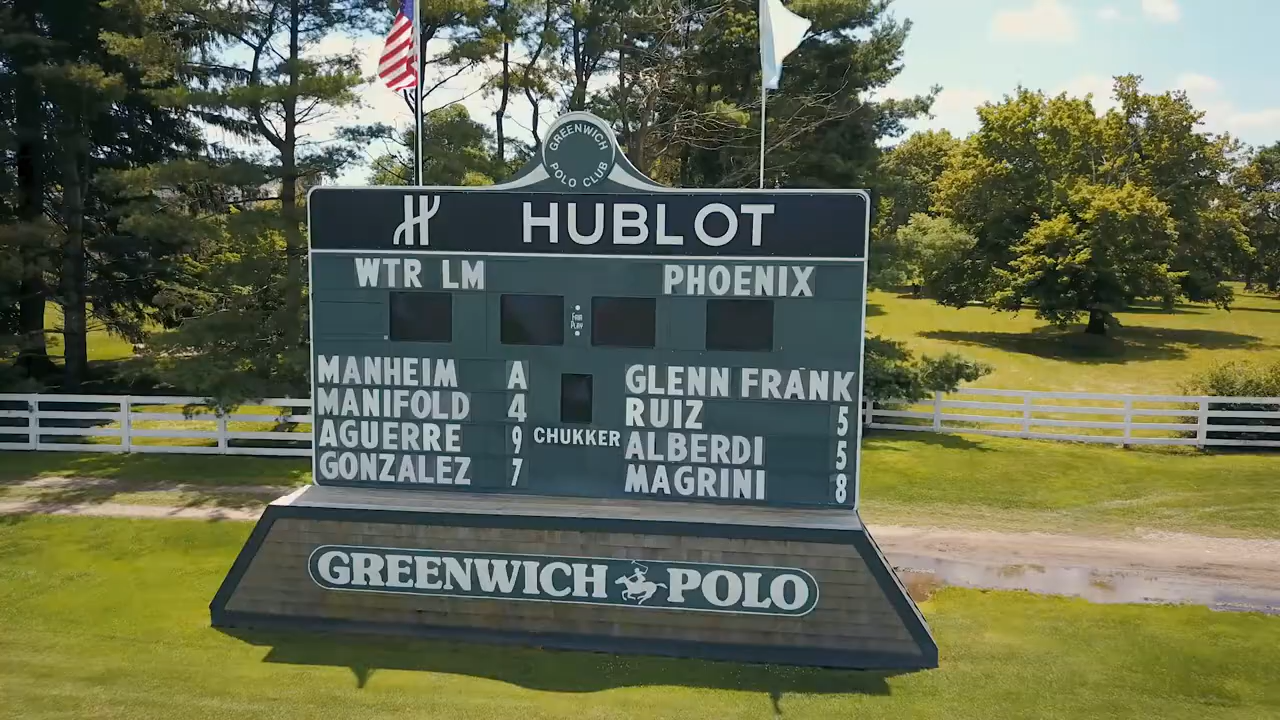 GREENWICH
POLO CLUB
HUBLOT
WTR LM
PHOENIX
FAIR
PLAY
MANHEIM A
MANIFOLD 4
AGUERRE 9
GONZALEZ 7
CHUKKER
GLENN FRANK
RUIZ 5
ALBERDI 5
MAGRINI 8
GREENWICH POLO